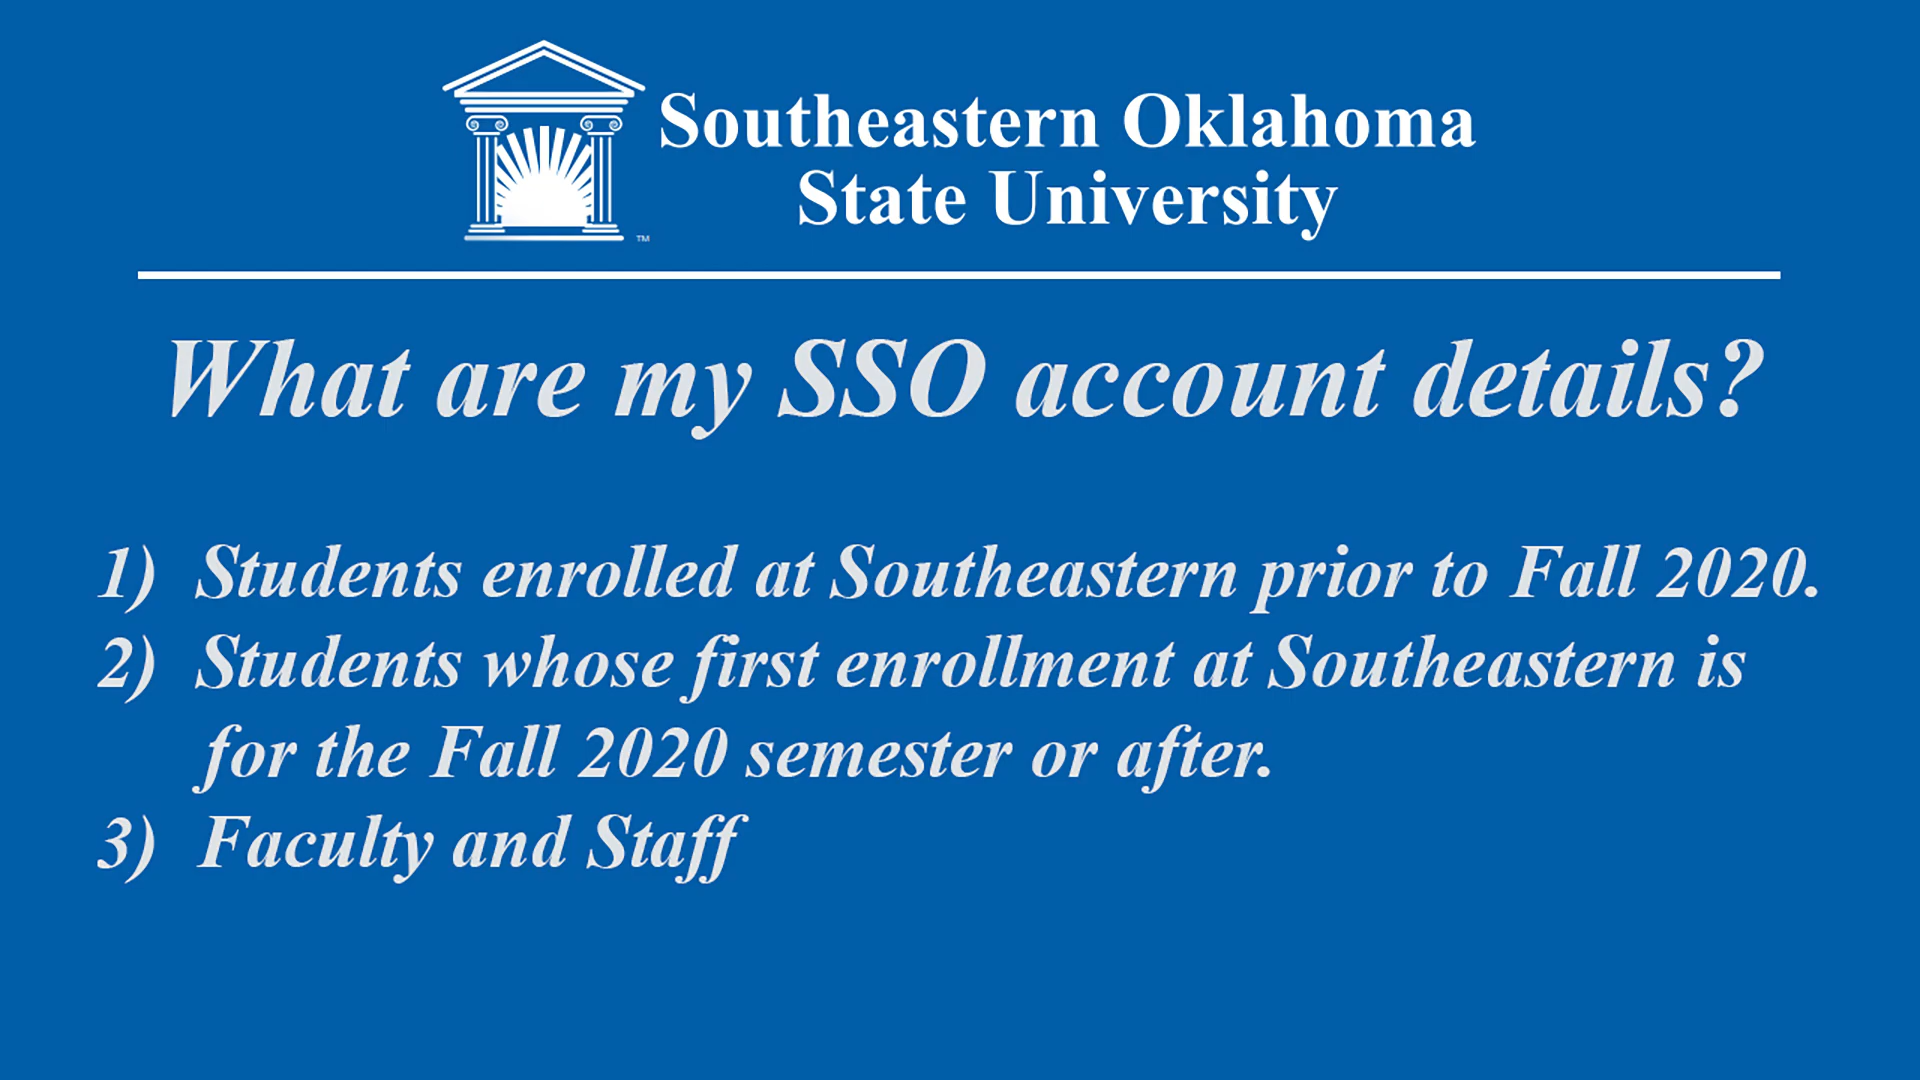 Southeastern Oklahoma
State University
TM
What are my SSO account details?
1) Students enrolled at Southeastern prior to Fall 2020.
2) Students whose first enrollment at Southeastern is
for the Fall 2020 semester or after.
3) Faculty and Staff